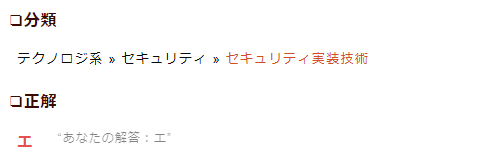 ❏分類
テクノロジ系 » セキュリティ » セキュリティ実装技術
❏正解
エ “あなたの解答：エ”